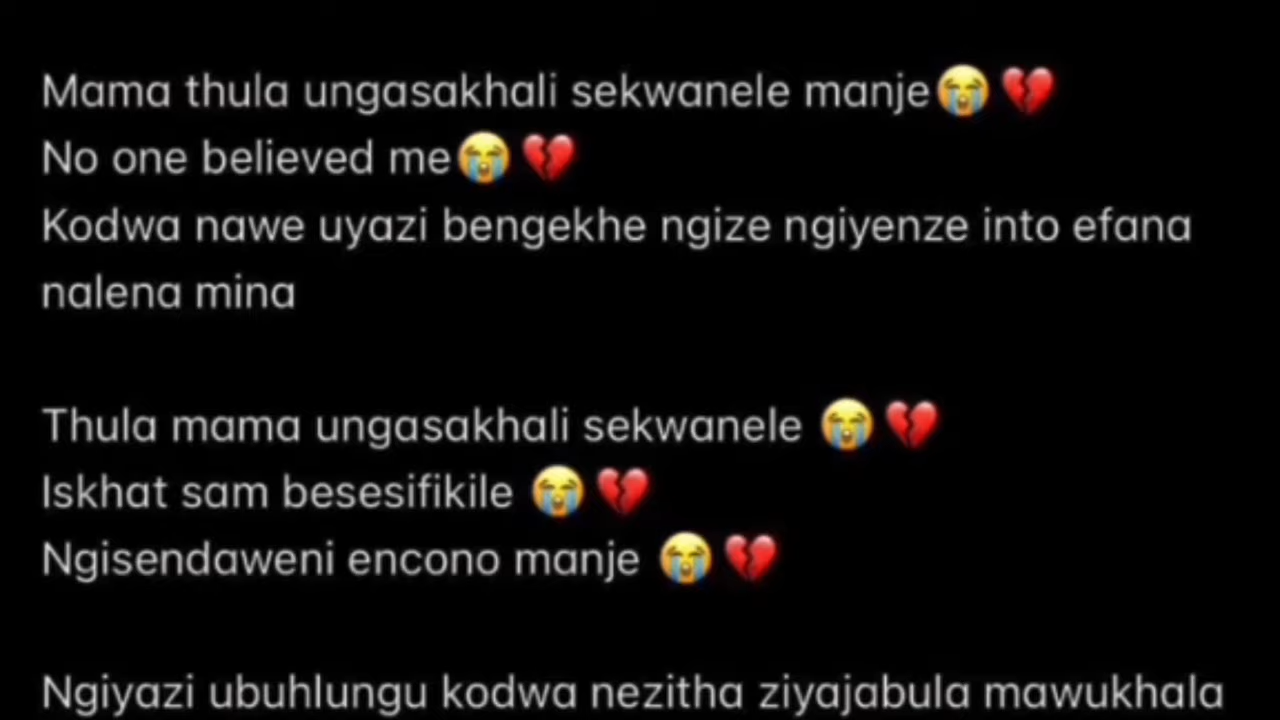 Mama thula ungasakhali sekwanele manje😭💔
No one believed me😭💔
Kodwa nawe uyazi bengekhe ngize ngiyenze into efana
nalena mina
Thula mama ungasakhali sekwanele 😭💔
Iskhat sam besesifikile 😭💔
Ngisendaweni encono manje 😭💔
Ngiyazi ubuhlungu kodwa nezitha ziyajabula mawukhala